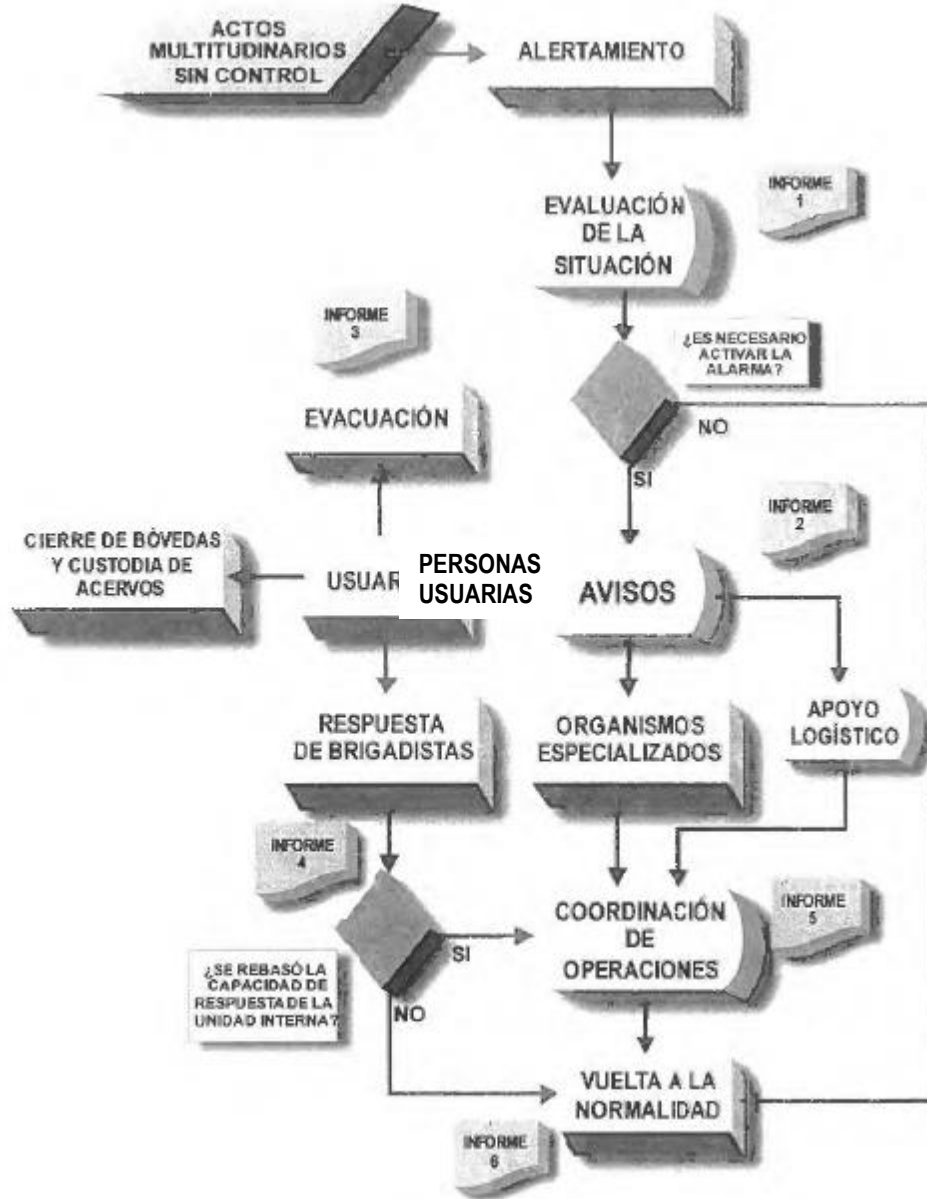 ACTOS
MULTITUDINARIOS
SIN CONTROL
ALERTAMIENTO
EVALUACIÓN
DE LA
SITUACIÓN
INFORME
1
INFORME
3
¿ES NECESARIO
ACTIVAR LA
ALARMA?
EVACUACIÓN
NO
SI
INFORME
2
CIERRE DE BÓVEDAS
Y CUSTODIA DE
ACERVOS
USUAR
PERSONAS
USUARIAS
AVISOS
RESPUESTA
DE BRIGADISTAS
ORGANISMOS
ESPECIALIZADOS
APOYO
LOGÍSTICO
INFORME
4
COORDINACIÓN
DE
OPERACIONES
INFORME
5
SI
¿SE REBASÓ LA
CAPACIDAD DE
RESPUESTA DE LA
UNIDAD INTERNA?
NO
VUELTA A LA
NORMALIDAD
INFORME
6